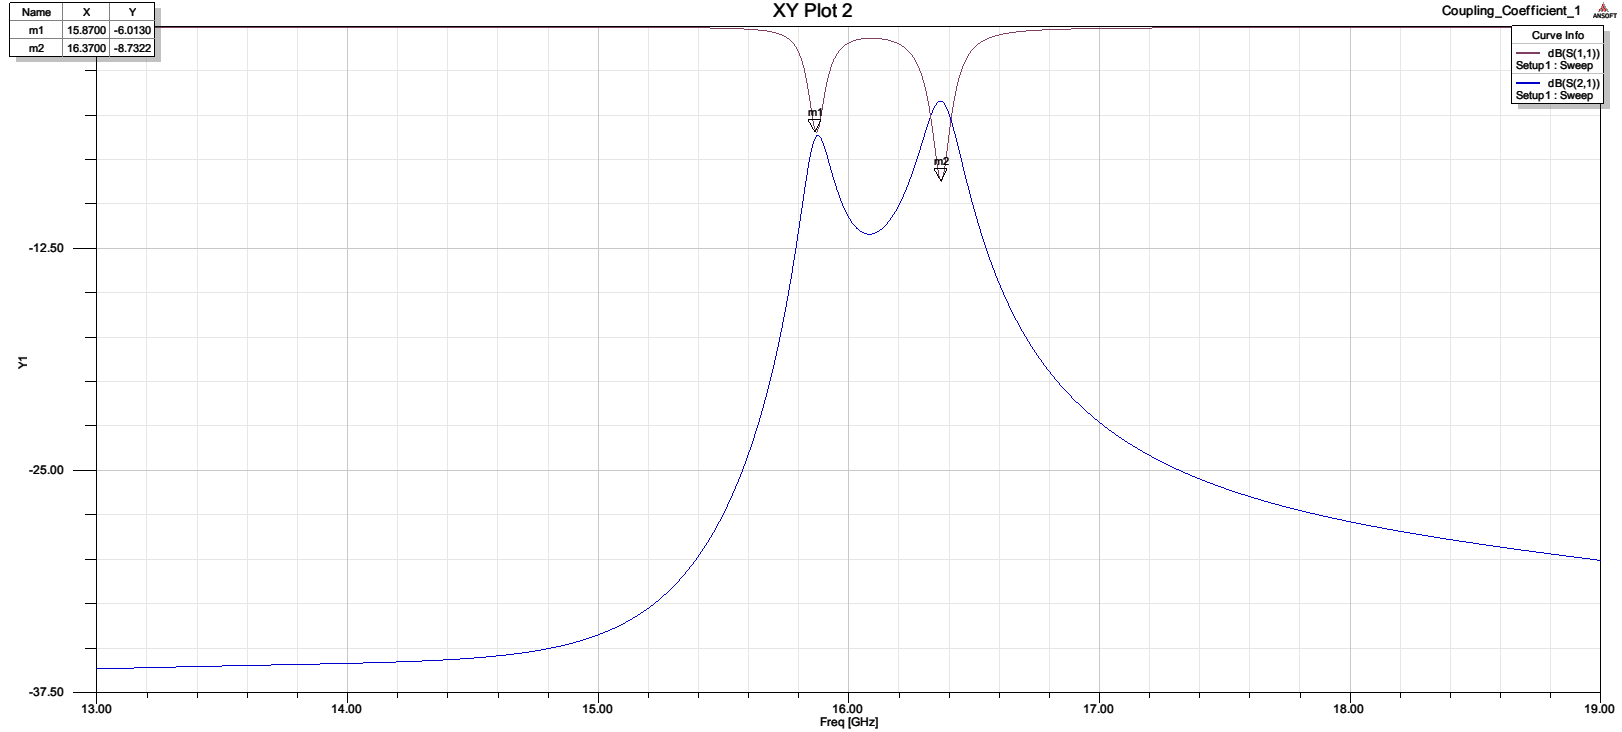 XY Plot 2
Coupling_Coefficient_1
ANSOFT
Name X Y
m1 15.8700 -6.0130
m2 16.3700 -8.7322
Curve Info
dB(S(1,1))
Setup1 : Sweep
dB(S(2,1))
Setup1 : Sweep
m1
m2
-12.50
Y1
-25.00
-37.50
13.00 14.00 15.00 16.00 17.00 18.00 19.00
Freq [GHz]